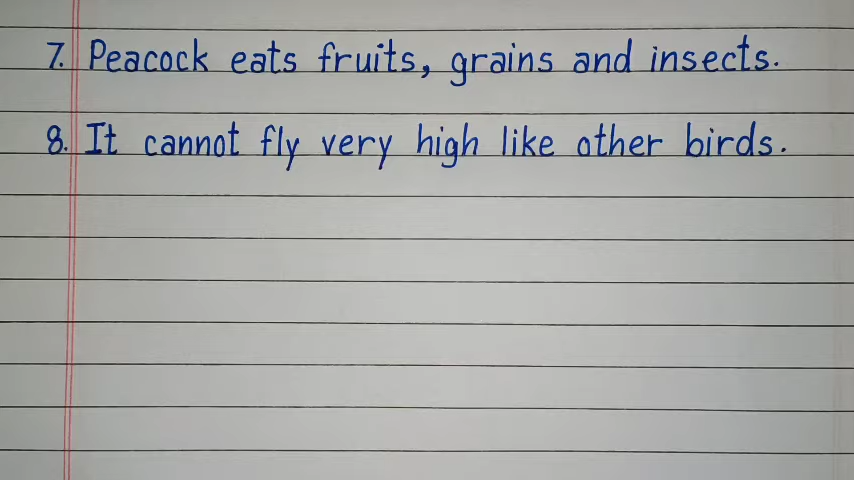 7. Peacock eats fruits, grains and insects.
8. It cannot fly very high like other birds.